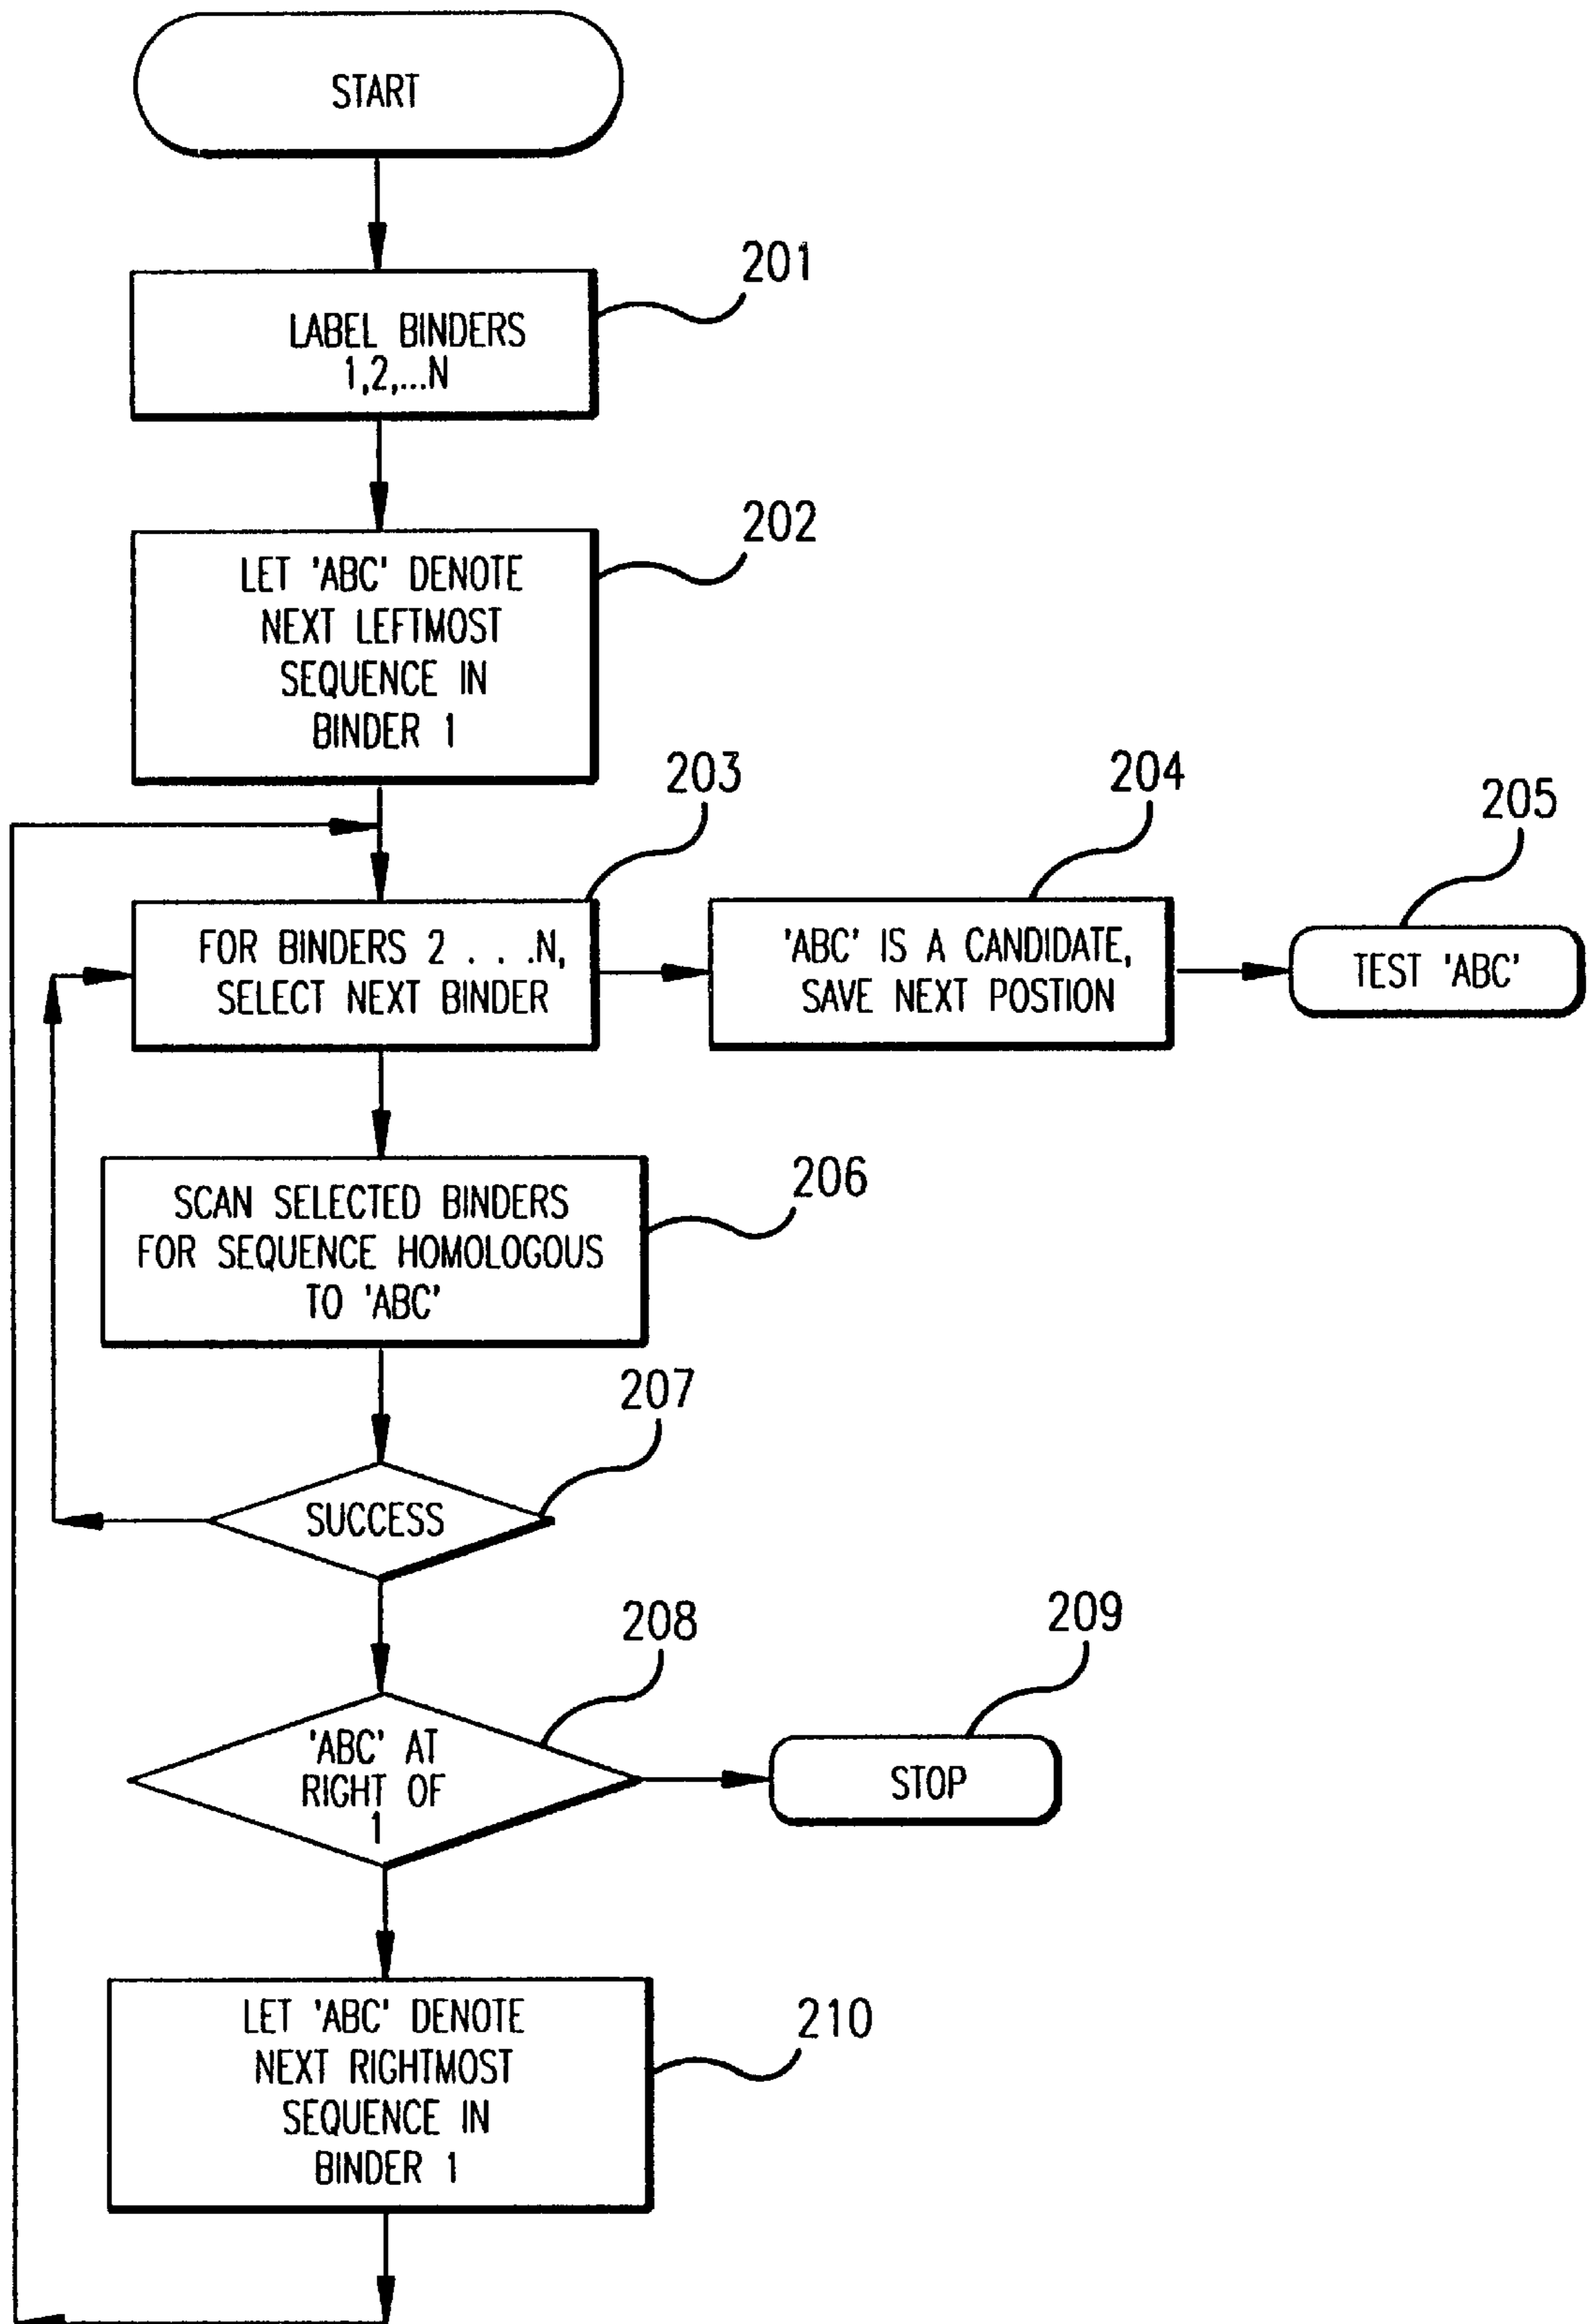 START
201
LABEL BINDERS
1,2,...N
202
LET 'ABC' DENOTE
NEXT LEFTMOST
SEQUENCE IN
BINDER 1
203
204
205
FOR BINDERS 2 . . .N,
SELECT NEXT BINDER
'ABC' IS A CANDIDATE,
SAVE NEXT POSTION
TEST 'ABC'
206
SCAN SELECTED BINDERS
FOR SEQUENCE HOMOLOGOUS
TO 'ABC'
207
SUCCESS
208
209
'ABC' AT
RIGHT OF
1
STOP
210
LET 'ABC' DENOTE
NEXT RIGHTMOST
SEQUENCE IN
BINDER 1